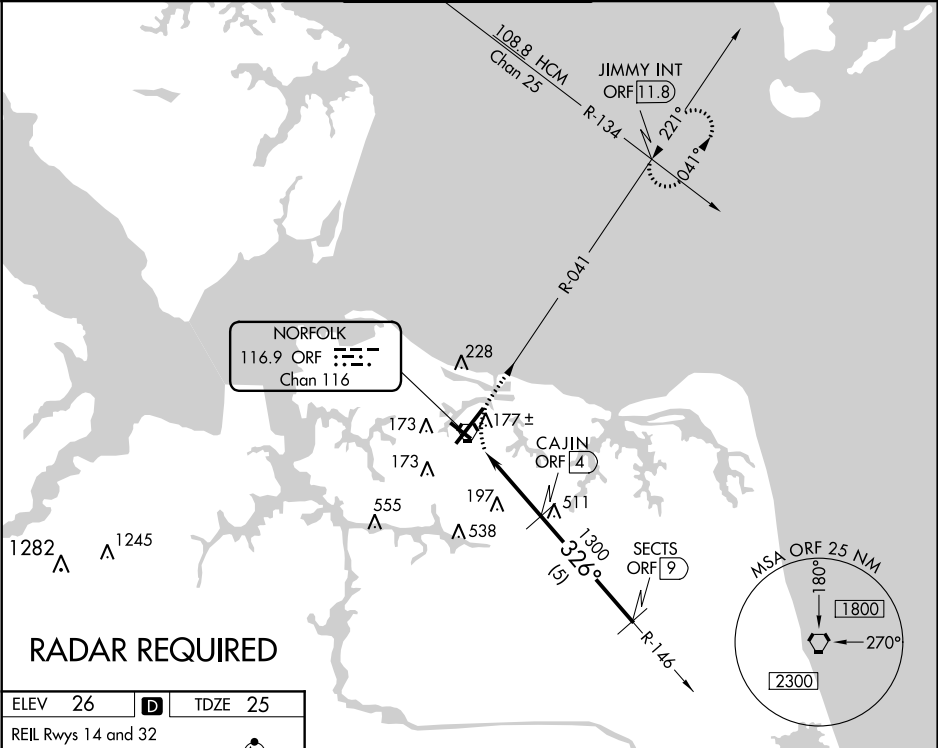 108.8 HCM
Chan 25
R-134
JIMMY INT
ORF 11.8
221°
041°
R-041
NORFOLK
116.9 ORF
Chan 116
228
173
177±
173
CAJIN
ORF 4
197
511
555
538
1282
1245
1300
326°
(5)
SECTS
ORF 9
R-146
MSA ORF 25 NM
180°
1800
270°
2300
RADAR REQUIRED
ELEV 26 D TDZE 25
REIL Rwys 14 and 32